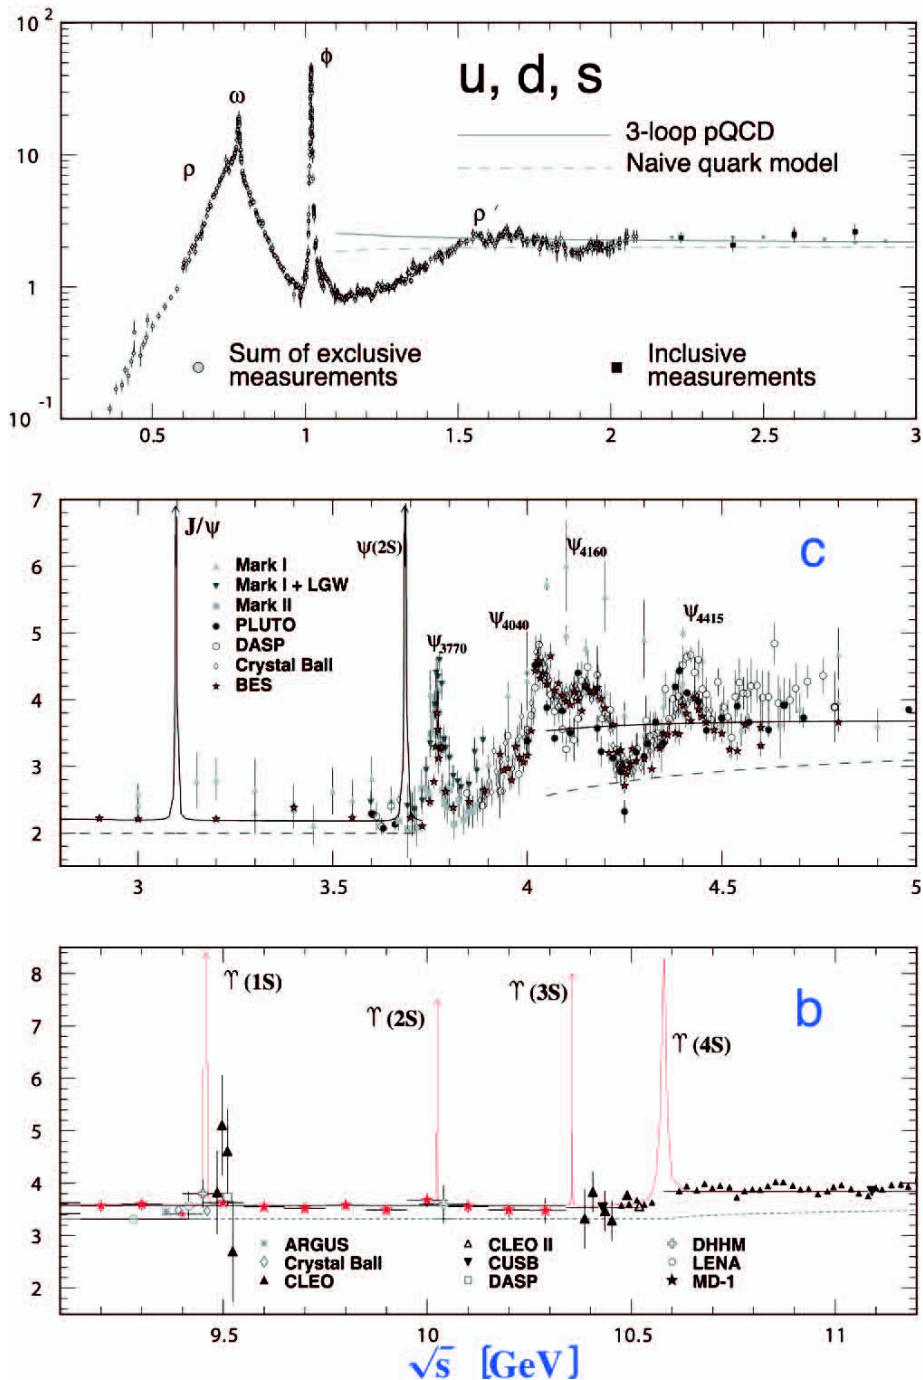 10 2
10
1
10 -1
ρ
ω
ϕ
u, d, s
3-loop pQCD
Naive quark model
ρ ′
Sum of exclusive
measurements
Inclusive
measurements
0.5 1 1.5 2 2.5 3
7
6
5
4
3
2
J/ψ
ψ(2S)
Mark I
Mark I + LGW
Mark II
PLUTO
DASP
Crystal Ball
BES
ψ3770
ψ4040
ψ4160
ψ4415
c
3 3.5 4 4.5 5
8
7
6
5
4
3
2
ϒ (1S)
ϒ (2S)
ϒ (3S)
ϒ (4S)
b
ARGUS
Crystal Ball
CLEO
CLEO II
CUSB
DASP
DHHM
LENA
MD-1
9.5 10 10.5 11
√s [GeV]